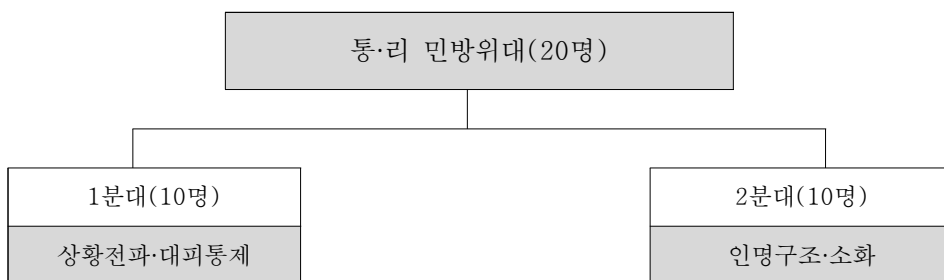 통·리 민방위대(20명)
1분대(10명)
상황전파·대피통제
2분대(10명)
인명구조·소화